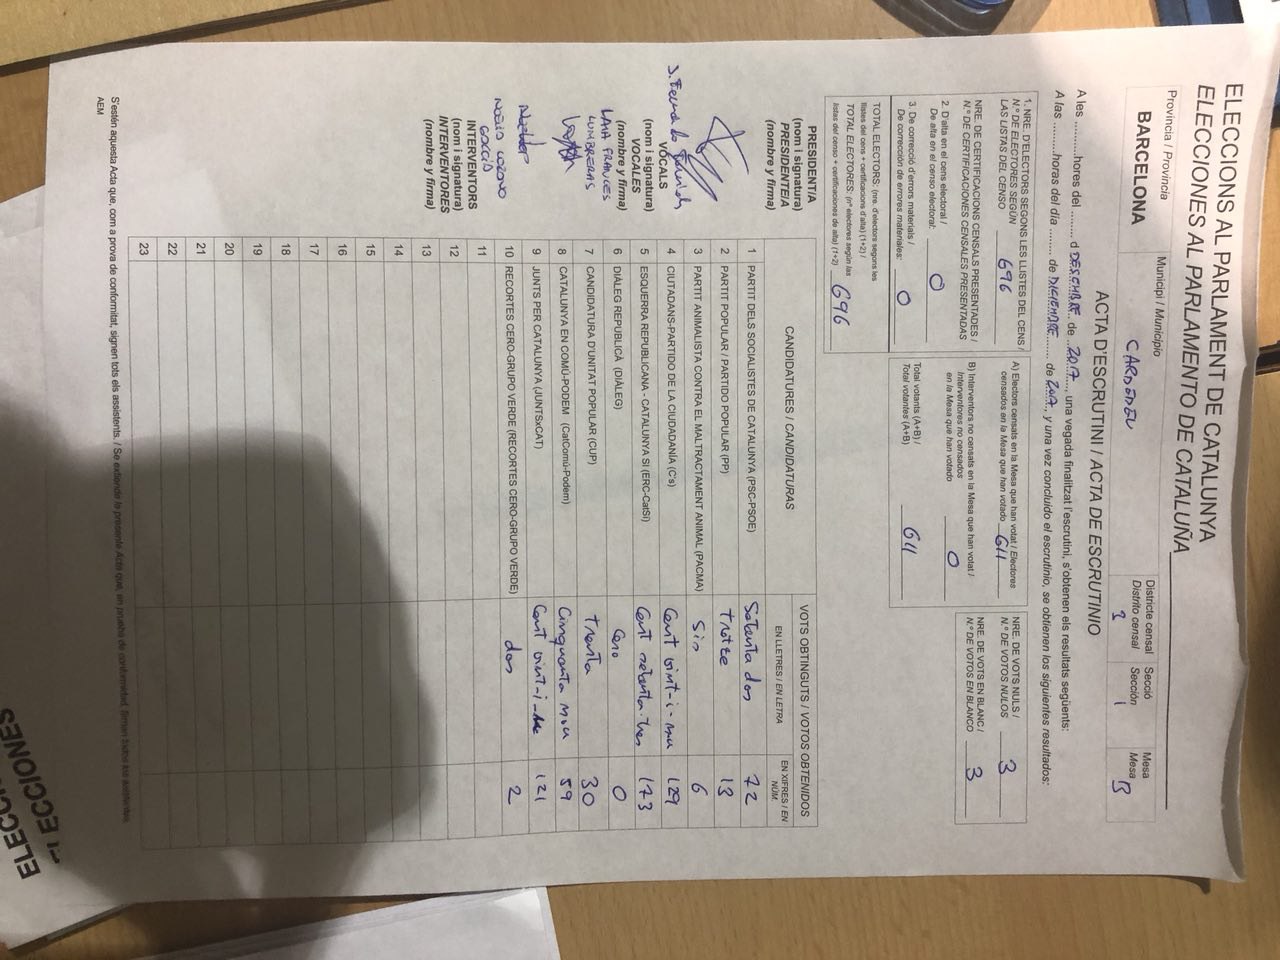 ELECCIONS AL PARLAMENT DE CATALUNYA
ELECCIONES AL PARLAMENTO DE CATALUÑA
Província / Provincia
BARCELONA
Municipi / Municipio
CARDEDEU
Districte censal
Distrito censal
1
Secció
Sección
1
Mesa
Mesa B
ACTA D'ESCRUTINI / ACTA DE ESCRUTINIO
A les ..........hores del ........ d DESEMBRE. de .2017......., una vegada finalitzat l'escrutini, s'obtenen els resultats següents:
A las ..........horas del día ......... de DICIEMBRE....... de 2017., y una vez concluido el escrutinio, se obtienen los siguientes resultados:
1. NRE. D'ELECTORS SEGONS LES LLISTES DEL CENS /
N.º DE ELECTORES SEGÚN
LAS LISTAS DEL CENSO
696
NRE. DE CERTIFICACIONS CENSALS PRESENTADES /
N.º DE CERTIFICACIONES CENSALES PRESENTADAS
2. D'alta en el cens electoral /
De alta en el censo electoral:
0
3. De correcció d'errors materials /
De corrección de errores materiales:
0
TOTAL ELECTORS: (nre. d'electors segons les
llistes del cens + certificacions d'alta) (1+2) /
TOTAL ELECTORES: (nº electores según las
listas del censo + certificaciones de alta) (1+2)
696
A) Electors censats en la Mesa que han votat / Electores
censados en la Mesa que han votado
611
B) Interventors no censats en la Mesa que han votat /
Interventores no censados
en la Mesa que han votado
0
Total votants (A+B) /
Total votantes (A+B)
611
NRE. DE VOTS NULS /
N.º DE VOTOS NULOS
3
NRE. DE VOTS EN BLANC /
N.º DE VOTOS EN BLANCO
3
PRESIDENTIA
(nom i signatura)
PRESIDENTEIA
(nombre y firma)
VOCALS
(nom i signatura)
VOCALES
(nombre y firma)
LAIA FRANCES
LUMBRERAS
NOELIO LOZANO
GARCIA
INTERVENTORS
(nom i signatura)
INTERVENTORES
(nombre y firma)
CANDIDATURES / CANDIDATURAS
VOTS OBTINGUTS / VOTOS OBTENIDOS
EN LLETRES / EN LETRA
EN XIFRES / EN
NÚM.
1 PARTIT DELS SOCIALISTES DE CATALUNYA (PSC-PSOE) Setanta dos 72
2 PARTIT POPULAR / PARTIDO POPULAR (PP) Tretze 13
3 PARTIT ANIMALISTA CONTRA EL MALTRACTAMENT ANIMAL (PACMA) Sis 6
4 CIUTADANS-PARTIDO DE LA CIUDADANÍA (C's) Cent vint-i-nou 129
5 ESQUERRA REPUBLICANA - CATALUNYA SÍ (ERC-CatSí) Cent setanta-tres 173
6 DIÀLEG REPUBLICÀ (DIÀLEG) Cero 0
7 CANDIDATURA D'UNITAT POPULAR (CUP) Trenta 30
8 CATALUNYA EN COMÚ-PODEM (CatComú-Podem) Cinquanta nou 59
9 JUNTS PER CATALUNYA (JUNTSxCAT) Cent vint-i-un 121
10 RECORTES CERO-GRUPO VERDE (RECORTES CERO-GRUPO VERDE) dos 2
11
12
13
14
15
16
17
18
19
20
21
22
23
S'estén aquesta Acta que, com a prova de conformitat, signen tots els assistents. / Se extiende la presente Acta que, en prueba de conformidad, firman todos los asistentes.
AEM
ELECCIONES